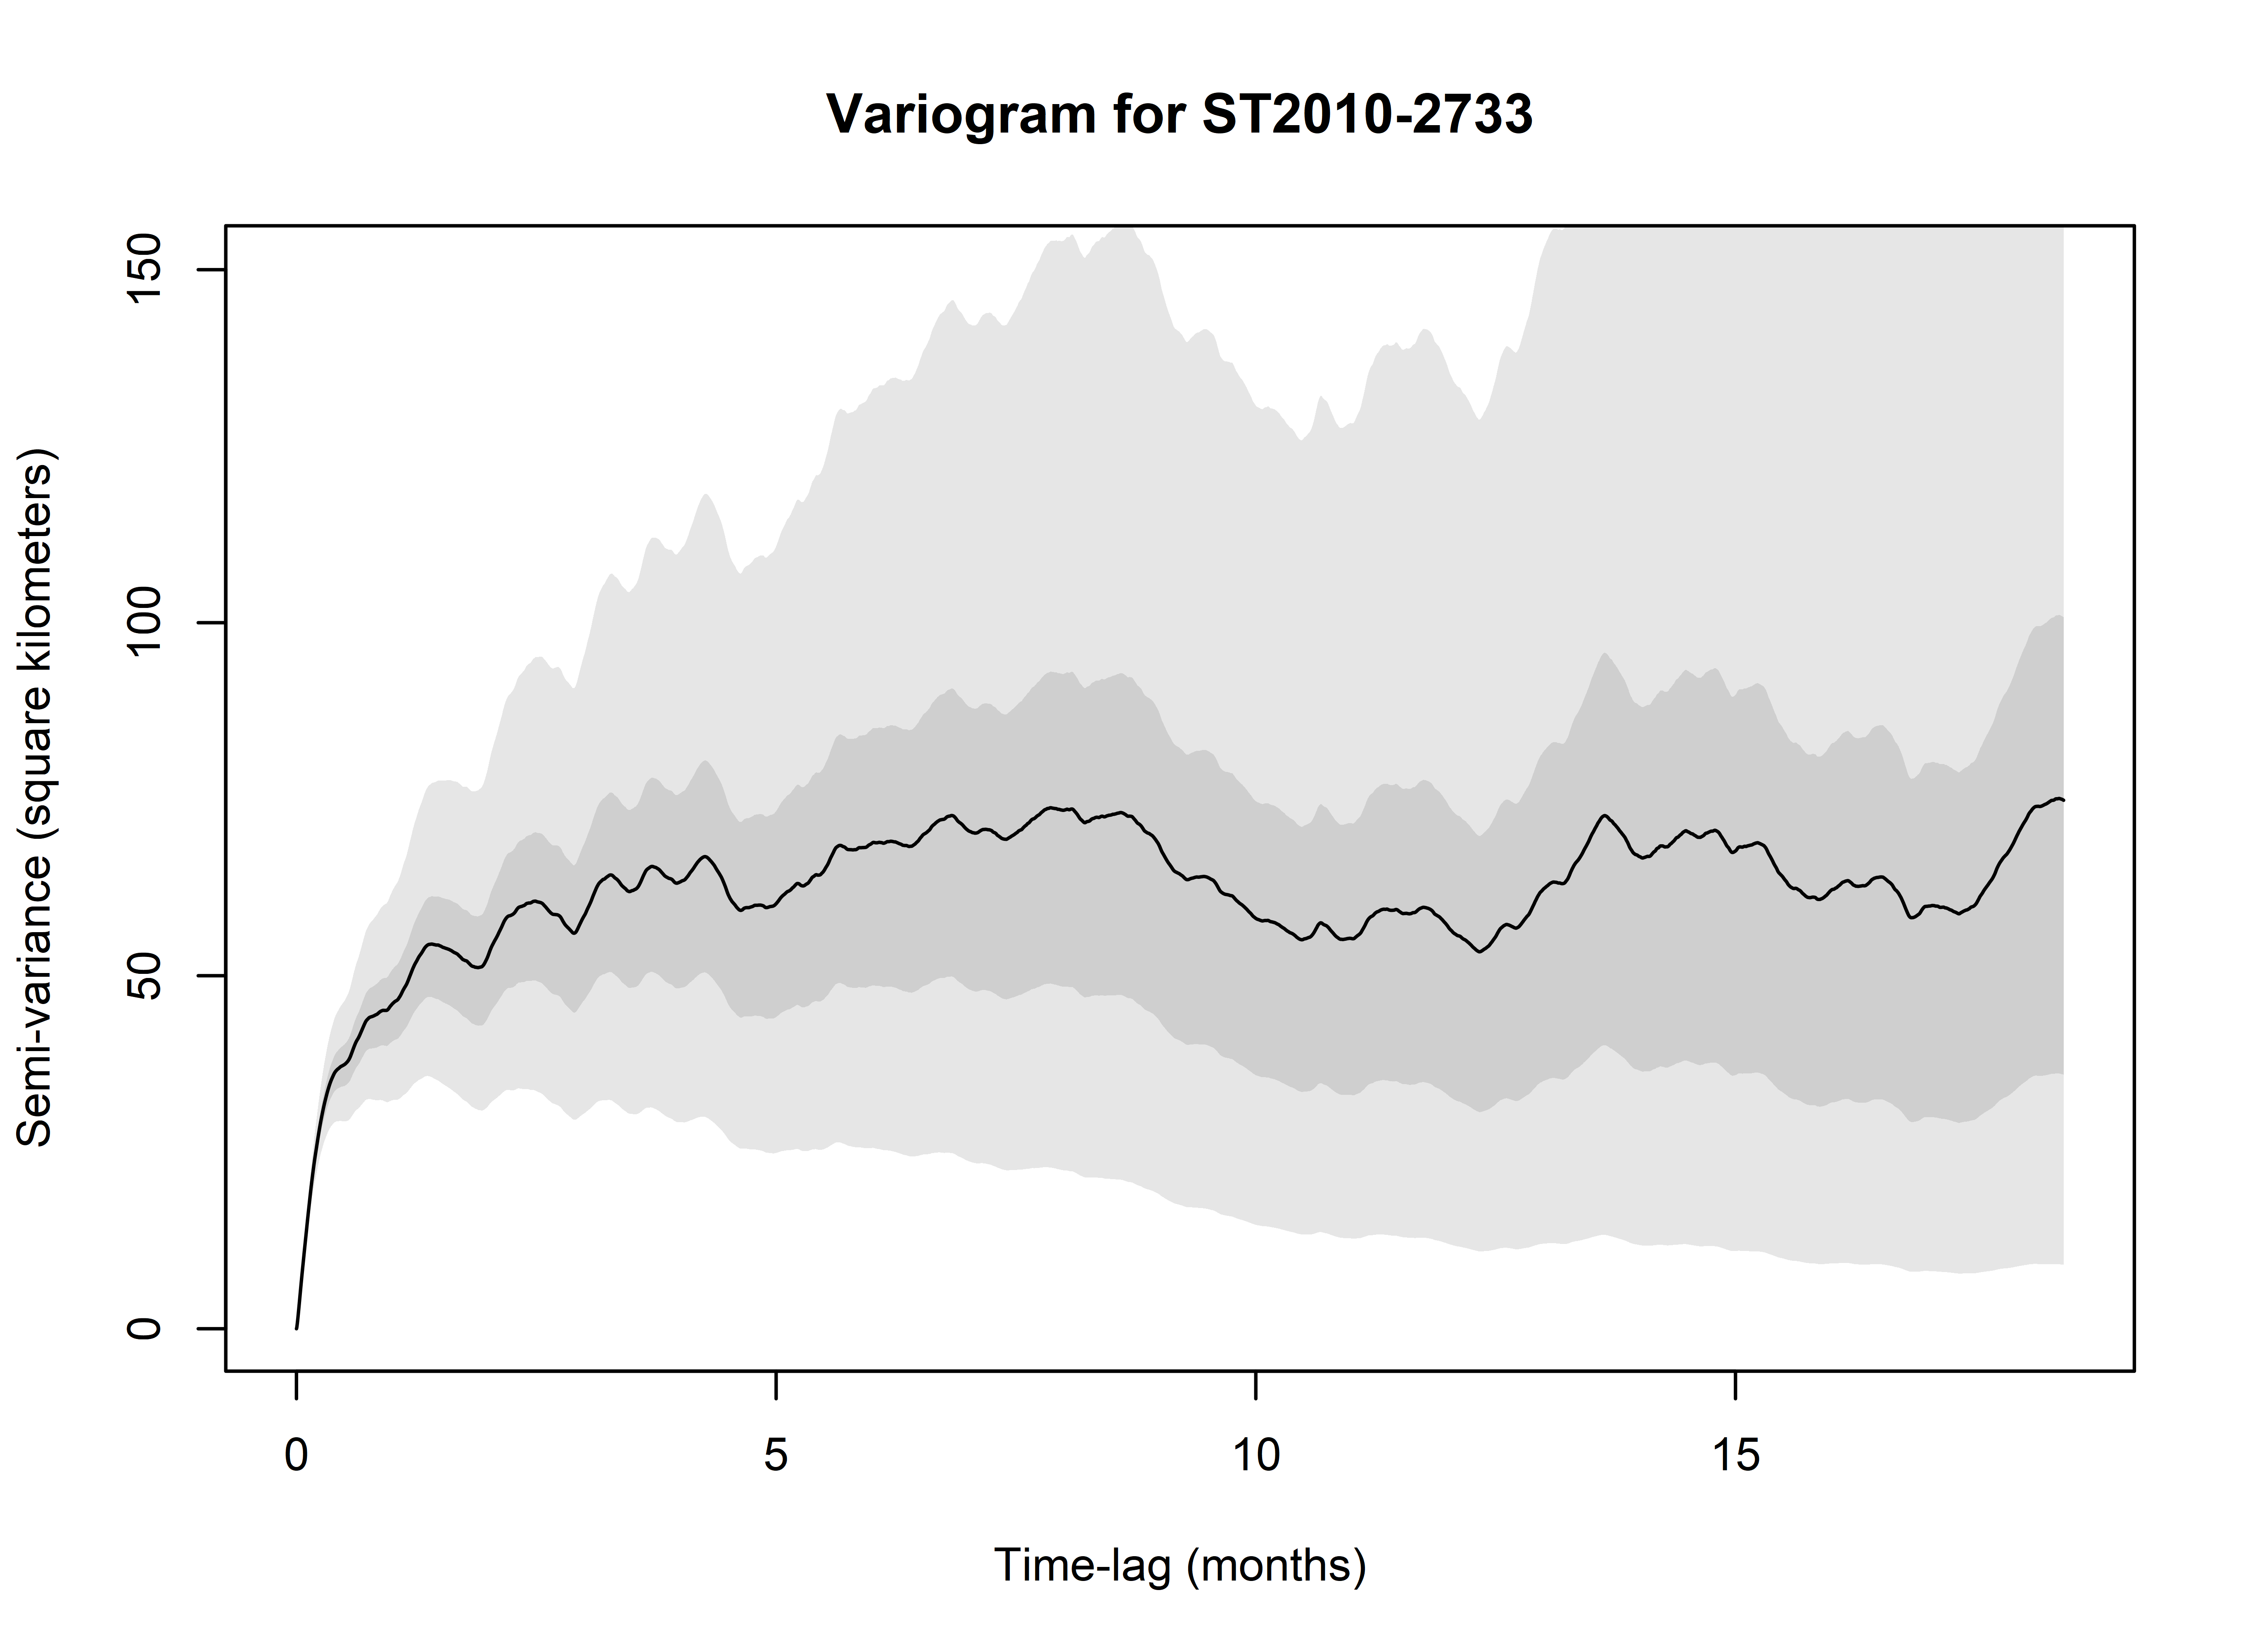 Variogram for ST2010-2733
Semi-variance (square kilometers)
150
100
50
0
0 5 10 15
Time-lag (months)